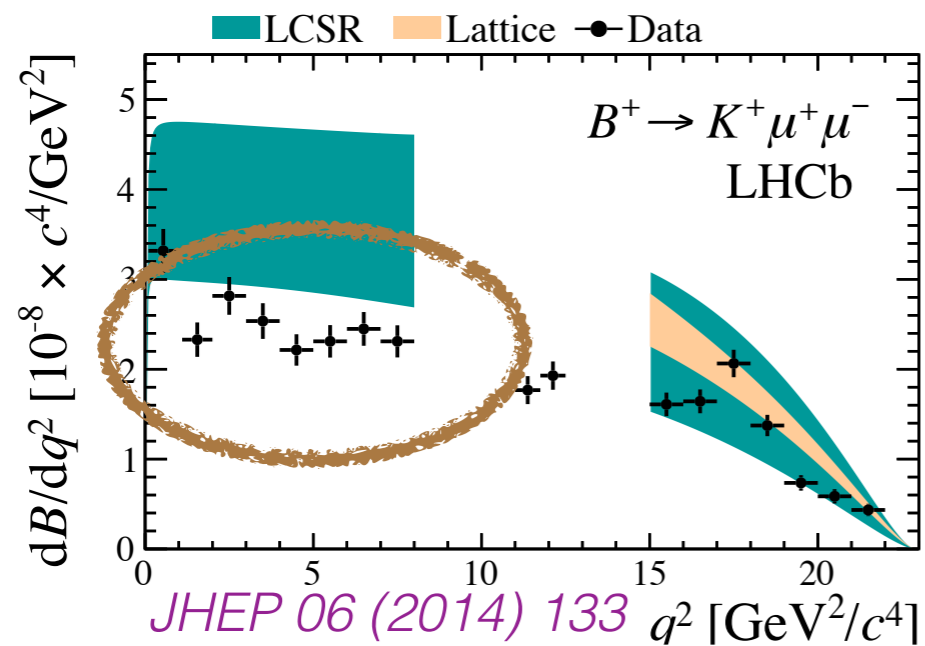 LCSR Lattice Data
dB/dq² [10⁻⁸ × c⁴/GeV²]
B⁺ → K⁺μ⁺μ⁻
LHCb
5
4
3
2
1
0
0 5 10 15 20
JHEP 06 (2014) 133 q² [GeV²/c⁴]